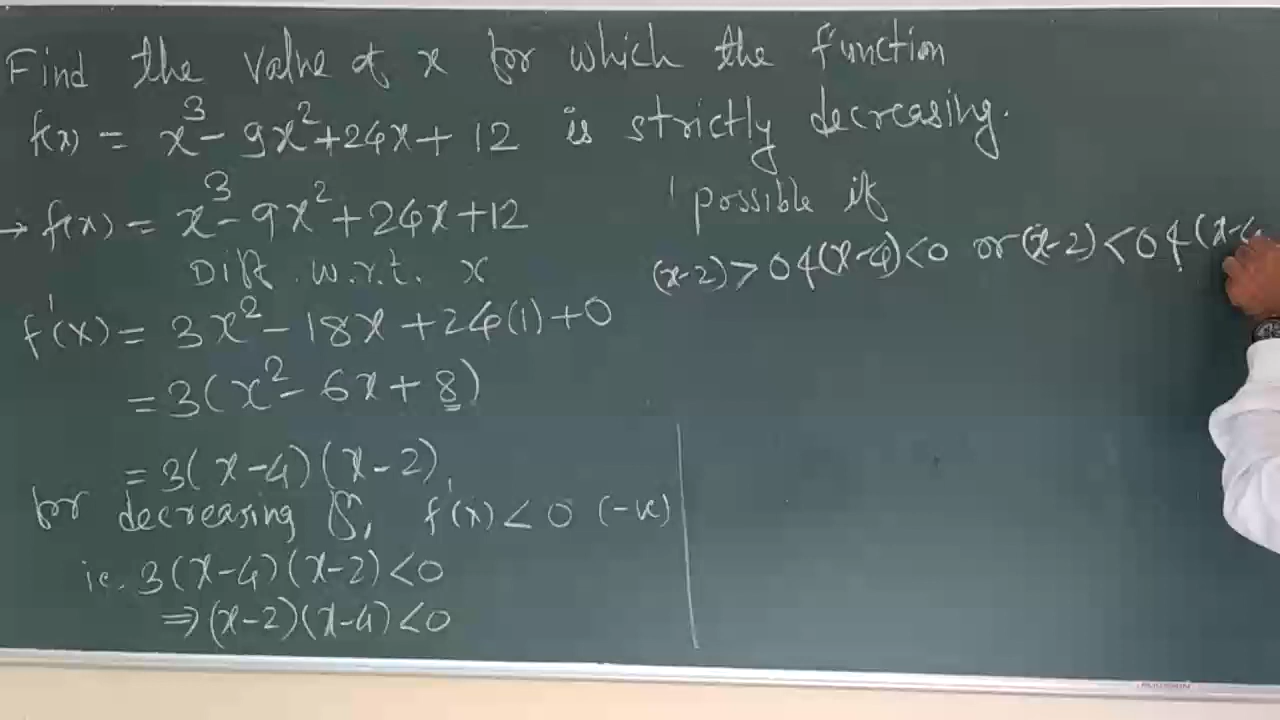 Find the value of x for which the function
f(x) = x³ - 9x² + 24x + 12 is strictly decreasing.
→ f(x) = x³ - 9x² + 24x + 12
Diff. w.r.t. x
f'(x) = 3x² - 18x + 24(1) + 0
= 3(x² - 6x + 8)
= 3(x-4)(x-2)
for decreasing f, f'(x) < 0 (-ve)
ie. 3(x-4)(x-2) < 0
⇒ (x-2)(x-4) < 0
possible if
(x-2) > 0 & (x-4) < 0 or (x-2) < 0 & (x-4